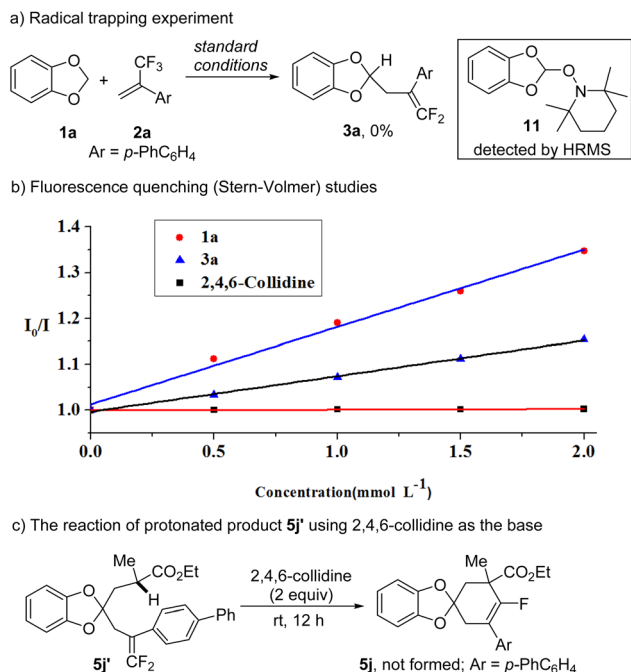 a) Radical trapping experiment
O
O
1a
+
CF3
Ar
2a
Ar = p-PhC6H4
standard
conditions
O
H
O
Ar
CF2
3a, 0%
O
O
O
N
11
detected by HRMS
b) Fluorescence quenching (Stern-Volmer) studies
1.4
1.3
1.2
1.1
1.0
I0/I
1a
3a
2,4,6-Collidine
0.0 0.5 1.0 1.5 2.0
Concentration(mmol L-1)
c) The reaction of protonated product 5j' using 2,4,6-collidine as the base
Me
CO2Et
H
O
O
Ph
CF2
5j'
2,4,6-collidine
(2 equiv)
rt, 12 h
Me
CO2Et
O
F
O
Ar
5j, not formed; Ar = p-PhC6H4